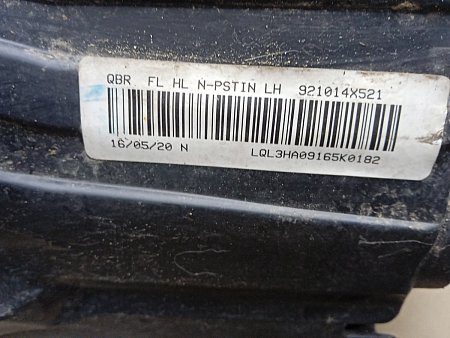 QBR FL HL N-PSTIN LH 921014X521
16/05/20 N LQL3HA09165K0182